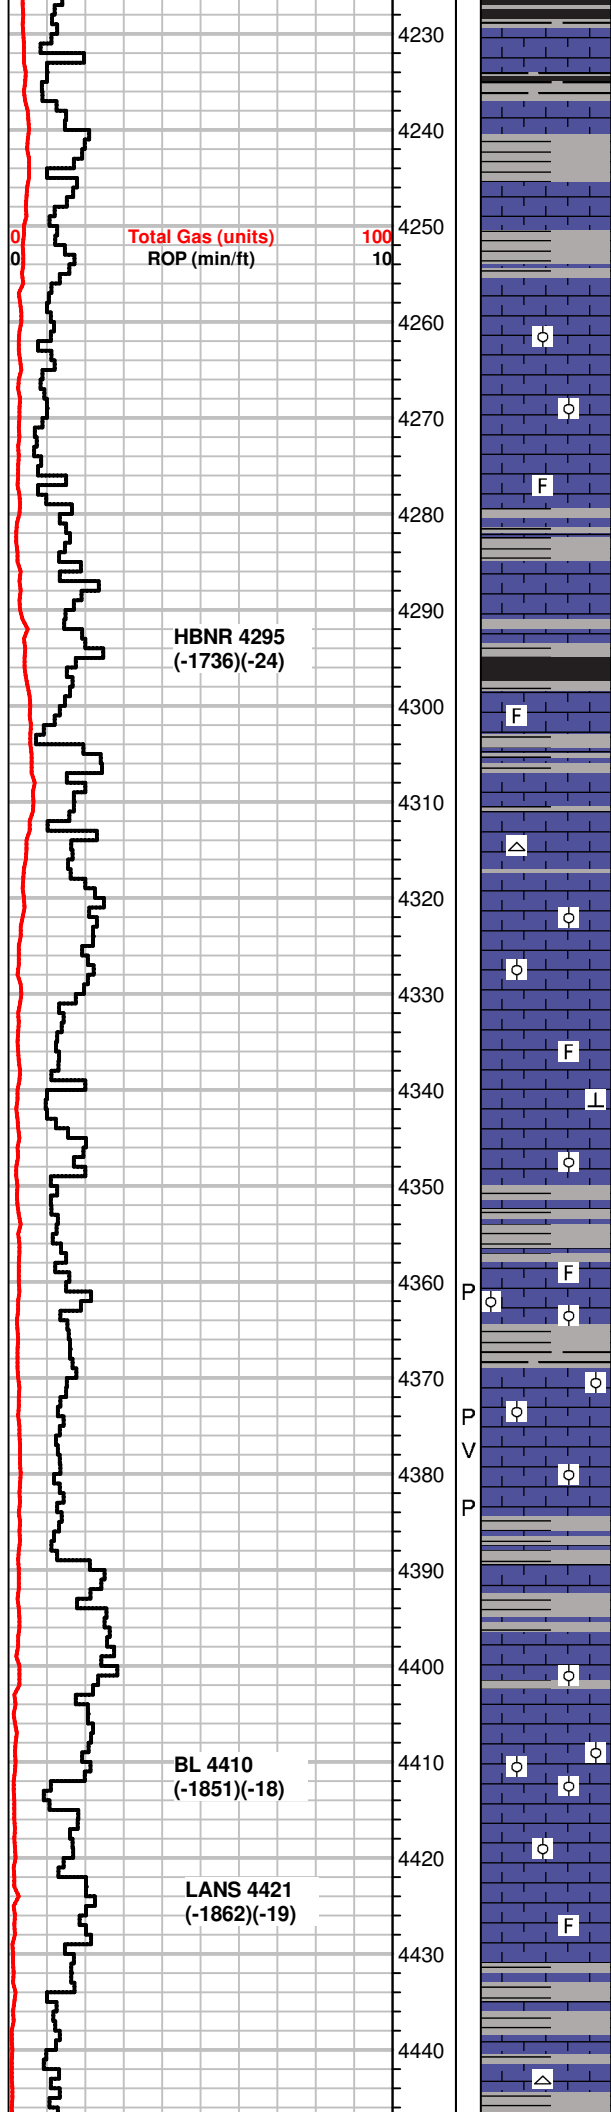 4230
4240
4250
0 Total Gas (units) 100
0 ROP (min/ft) 10
4260
4270
F
4280
4290
HBNR 4295
(-1736)(-24)
4300
F
4310
4320
4330
F
4340
4350
F
4360
P
4370
P
V
4380
P
4390
4400
4410
BL 4410
(-1851)(-18)
4420
LANS 4421
(-1862)(-19)
F
4430
4440